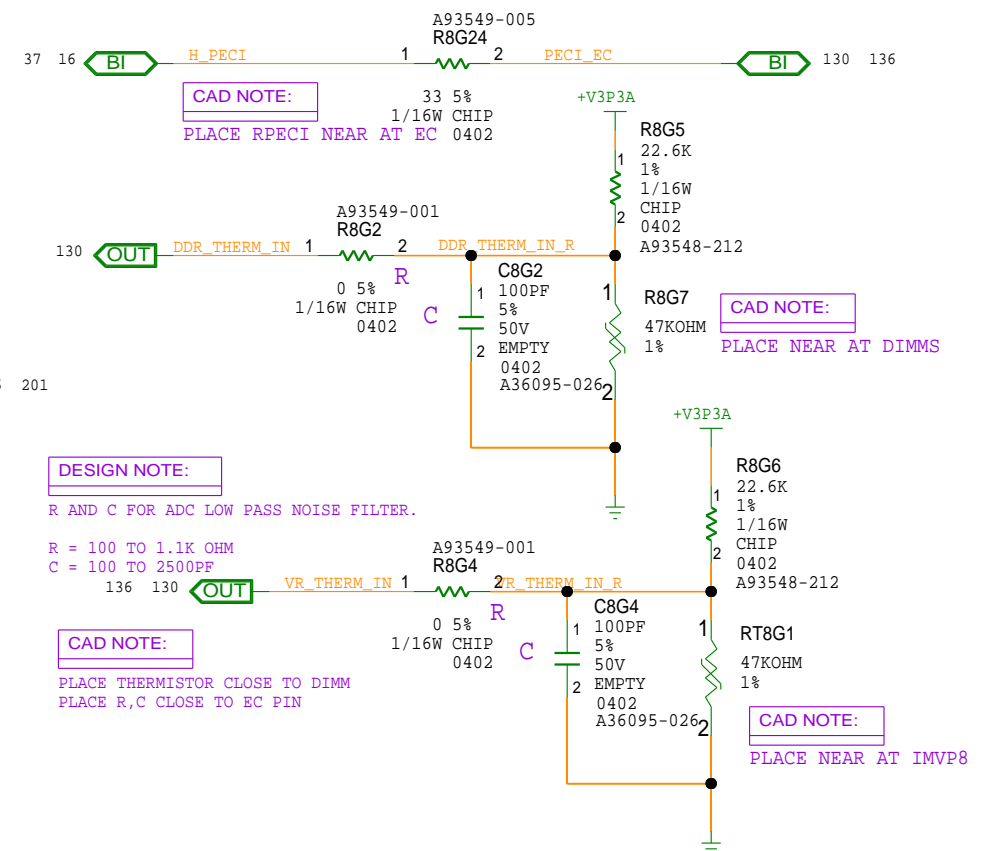 A93549-005
R8G24
37 16 BI H_PECI 1 2 PECI_EC BI 130 136
CAD NOTE:
33 5%
1/16W CHIP
PLACE RPECI NEAR AT EC 0402
+V3P3A
R8G5
1 22.6K
1%
1/16W
CHIP
2 0402
A93548-212
A93549-001
R8G2
130 OUT DDR_THERM_IN 1 2 DDR_THERM_IN_R
R
0 5%
1/16W CHIP
0402
C
C8G2
1 100PF
5%
50V
2 EMPTY
0402
A36095-026
1 R8G7
47KOHM
1%
2
CAD NOTE:
PLACE NEAR AT DIMMS
201
+V3P3A
DESIGN NOTE:
R AND C FOR ADC LOW PASS NOISE FILTER.
R = 100 TO 1.1K OHM
C = 100 TO 2500PF
R8G6
1 22.6K
1%
1/16W
CHIP
2 0402
A93548-212
A93549-001
R8G4
136 130 OUT VR_THERM_IN 1 2 VR_THERM_IN_R
R
0 5%
1/16W CHIP
0402
C
C8G4
1 100PF
5%
50V
2 EMPTY
0402
A36095-026
1 RT8G1
47KOHM
1%
2
CAD NOTE:
PLACE THERMISTOR CLOSE TO DIMM
PLACE R,C CLOSE TO EC PIN
CAD NOTE:
PLACE NEAR AT IMVP8